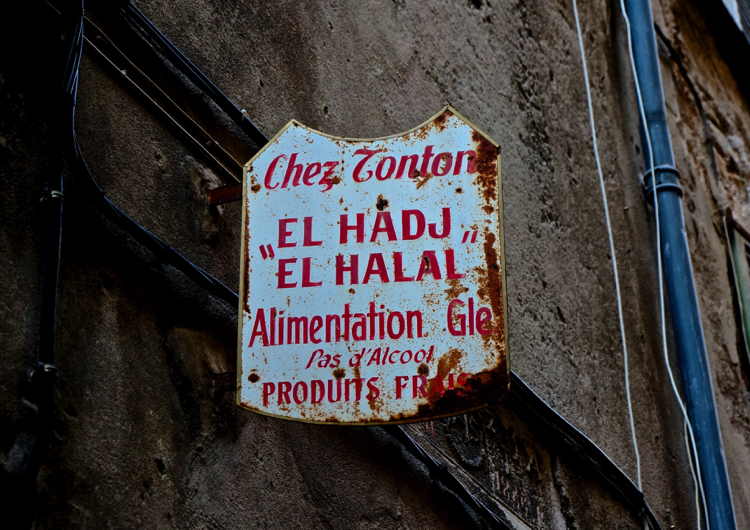 Chez Tonton
„ EL HADJ „
EL HALAL
Alimentation Gle
Pas d'Alcool
PRODUITS FRAIS